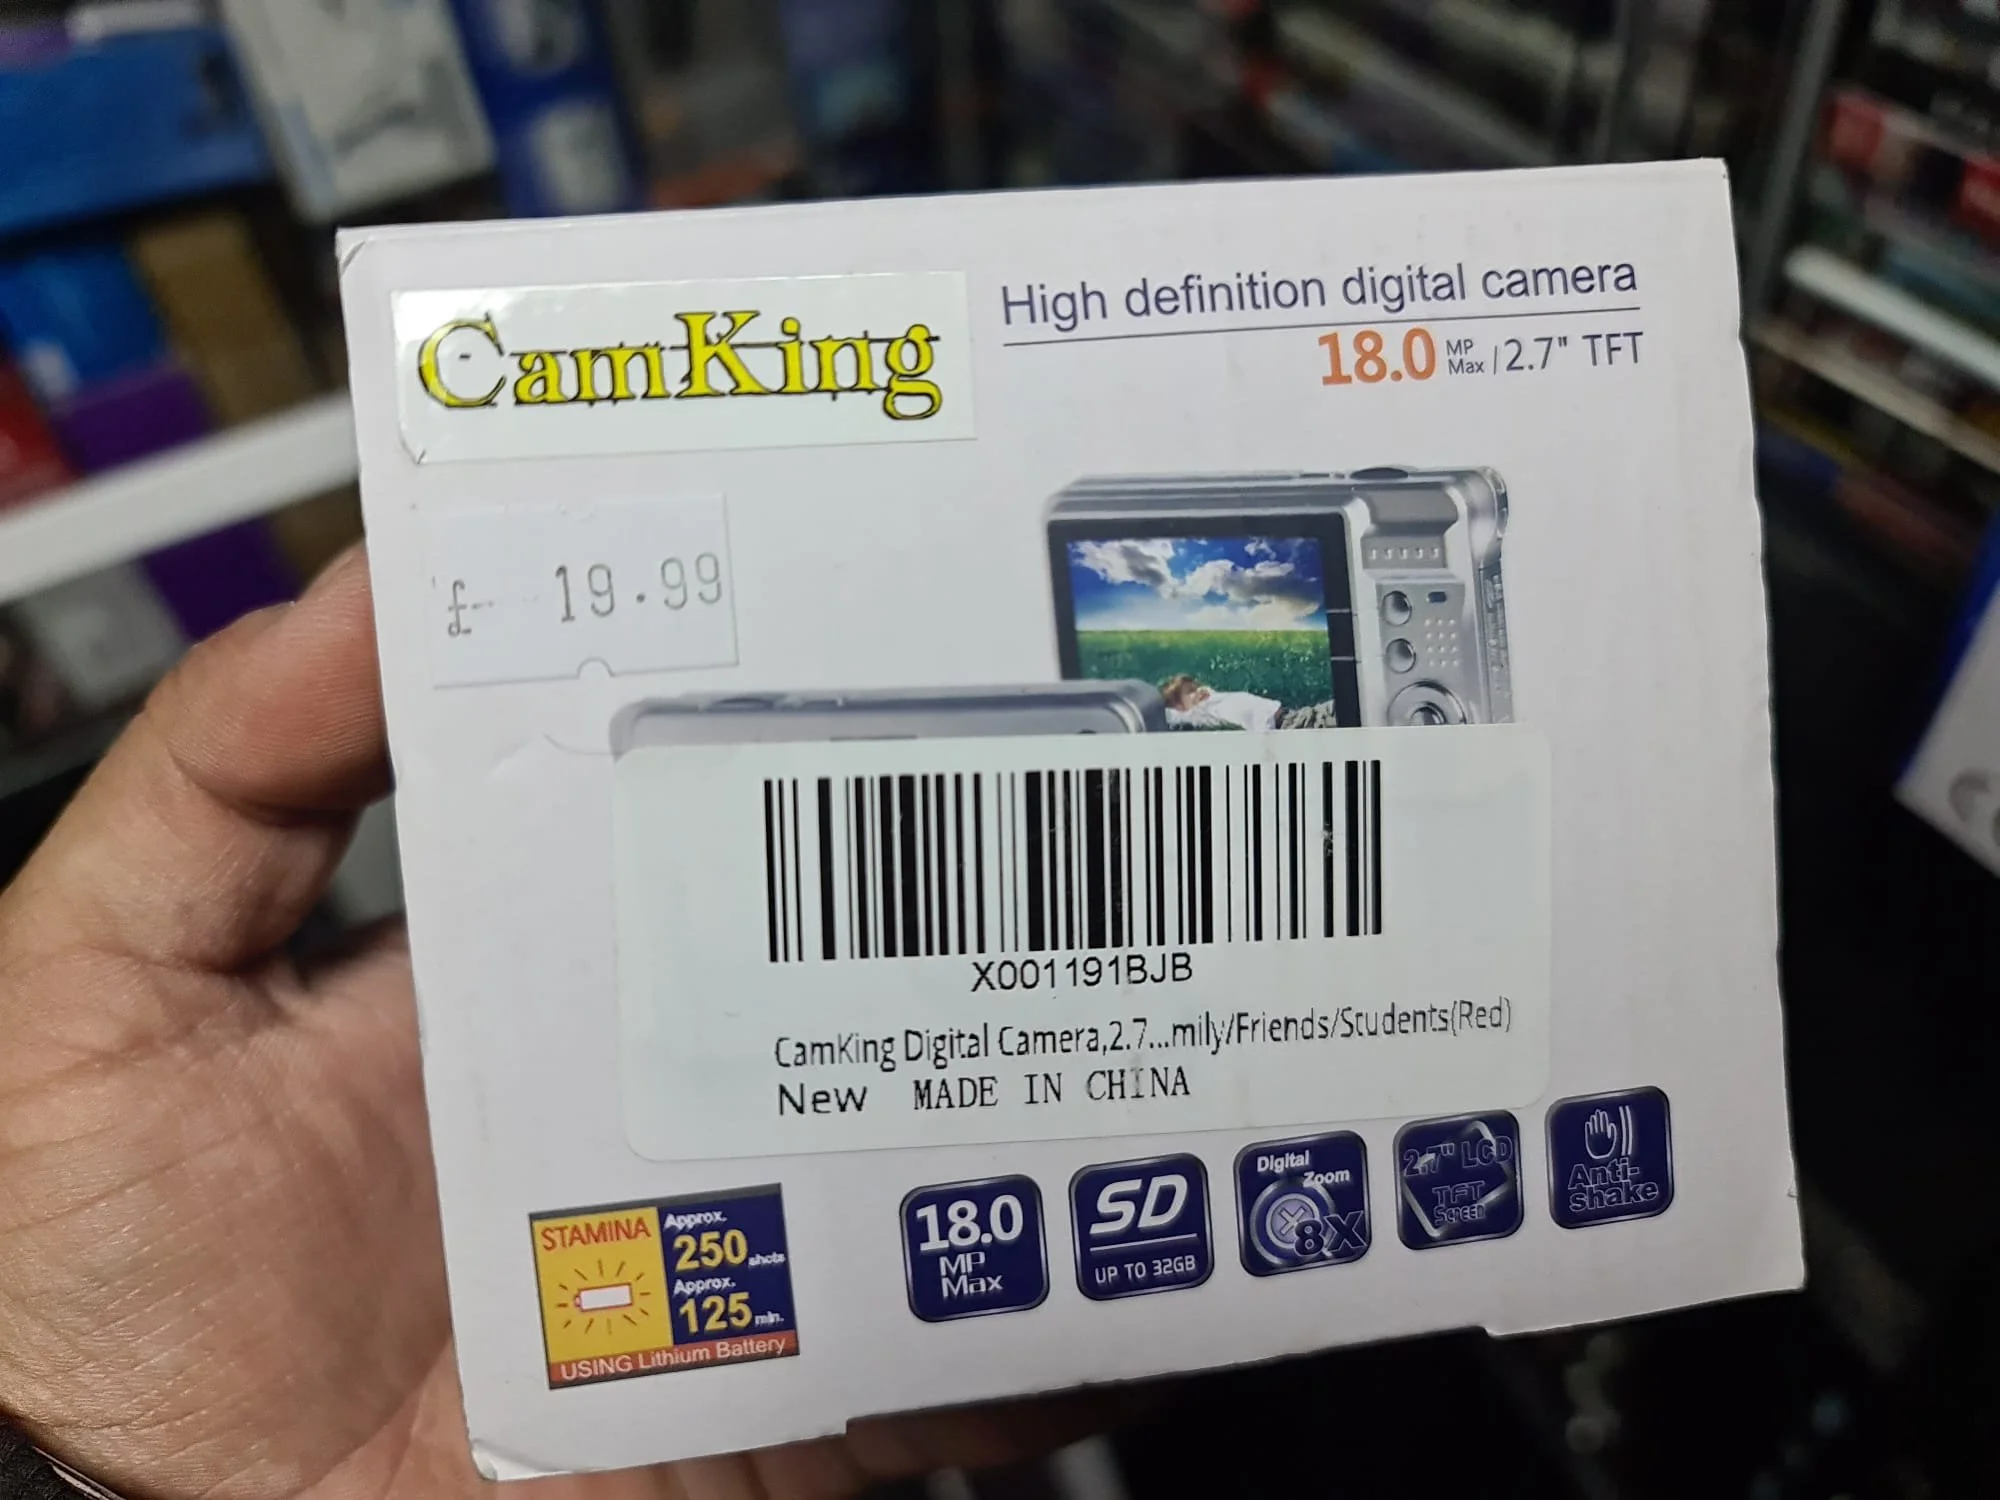 CamKing
High definition digital camera
18.0 MP Max / 2.7" TFT
£ 19.99
X001191BJB
CamKing Digital Camera,2.7...mily/Friends/Students(Red)
New MADE IN CHINA
STAMINA
Approx.
250 shots
Approx.
125 min.
USING Lithium Battery
18.0
MP
Max
SD
UP TO 32GB
Digital
Zoom
8X
2.7" LCD
TFT
Screen
Anti-
shake